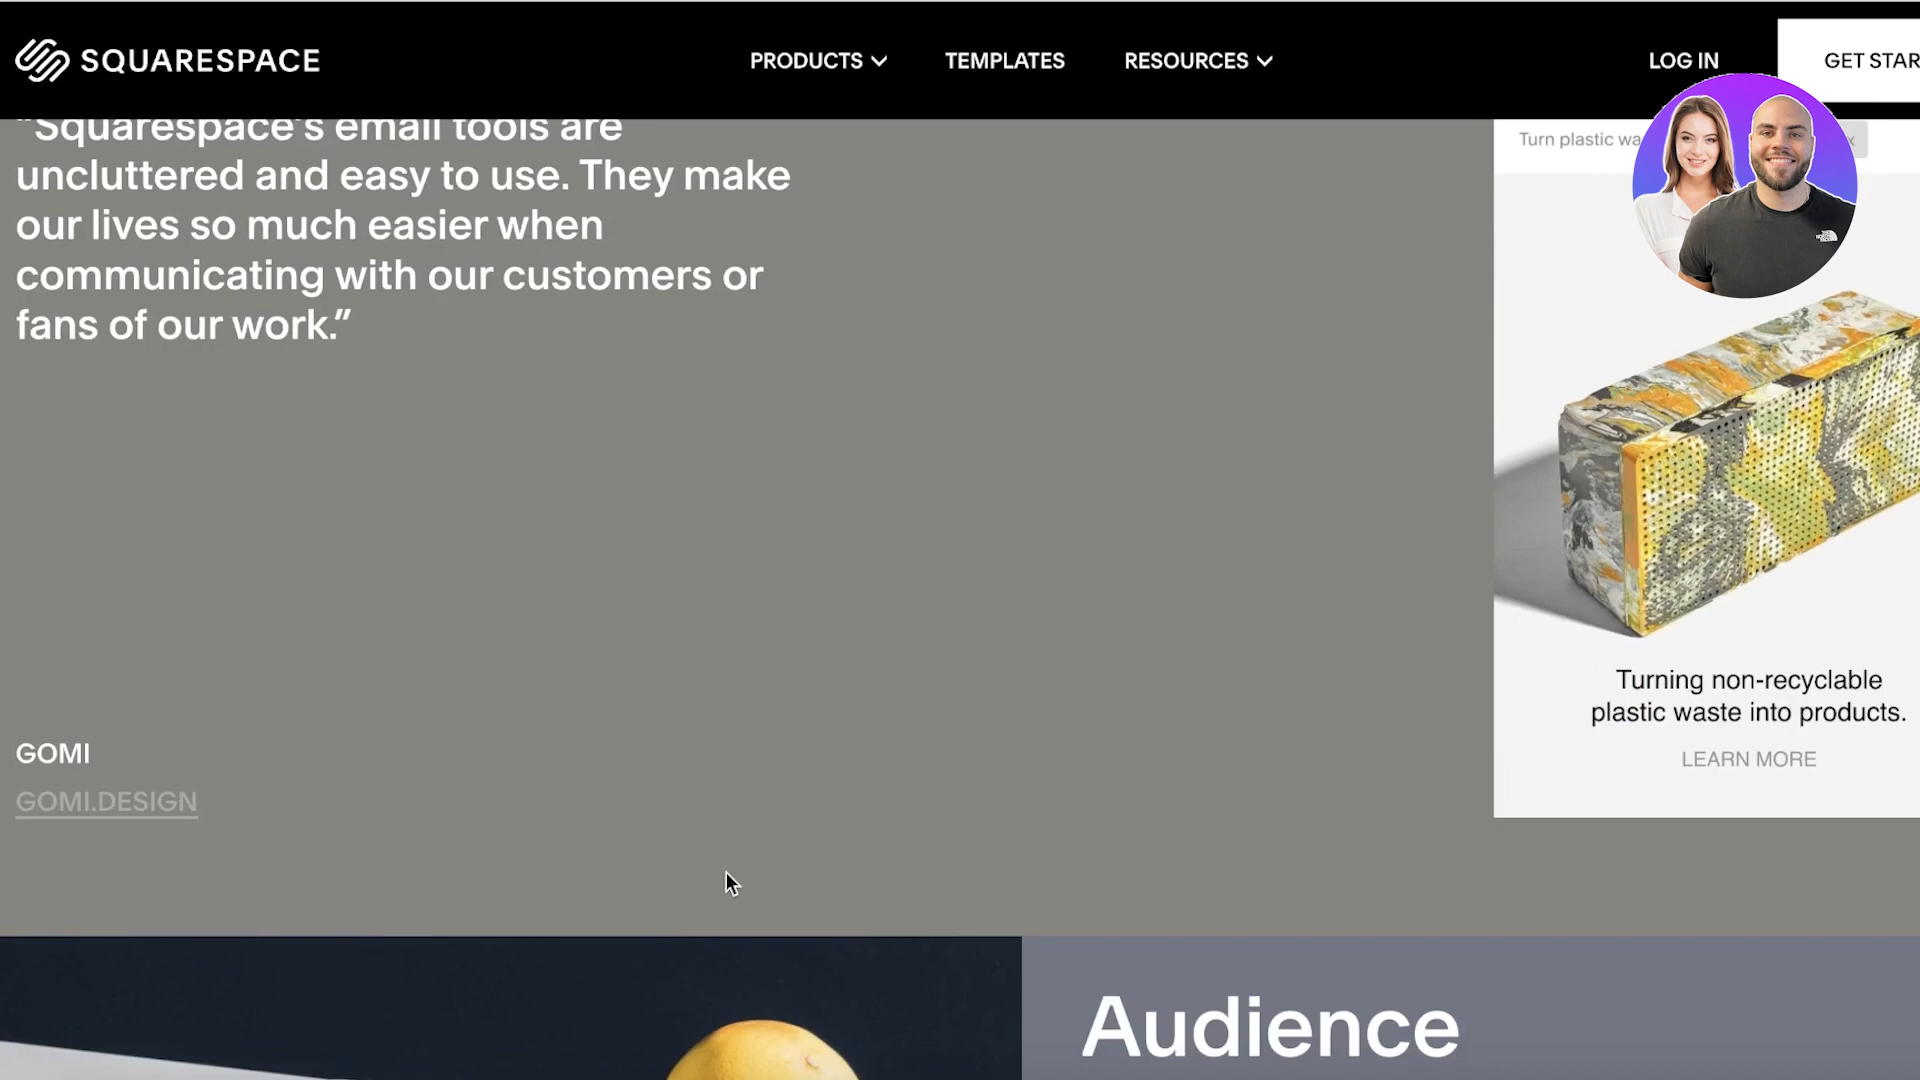 SQUARESPACE
PRODUCTS
TEMPLATES
RESOURCES
LOG IN
GET STAR
"Squarespace's email tools are
uncluttered and easy to use. They make
our lives so much easier when
communicating with our customers or
fans of our work.”
Turn plastic wa
Turning non-recyclable
plastic waste into products.
LEARN MORE
GOMI
GOMI.DESIGN
Audience